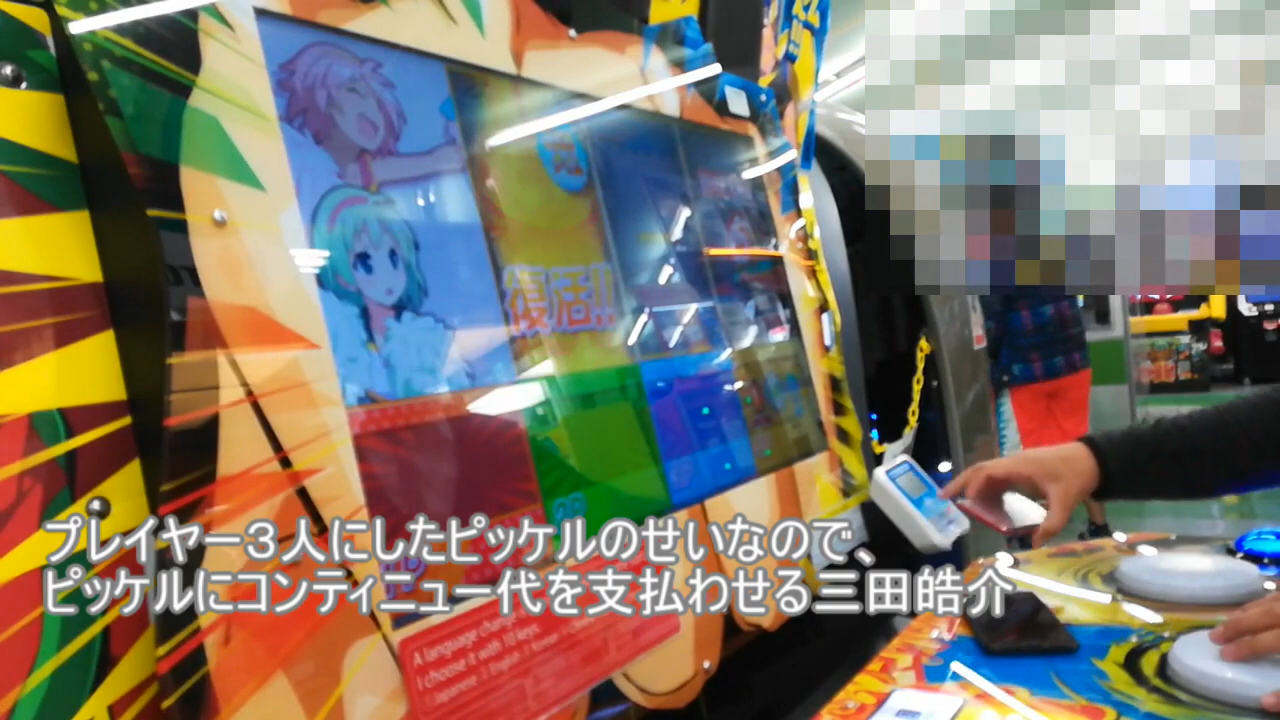 復活!!
プレイヤー３人にしたピッケルのせいなので、
ピッケルにコンティニュー代を支払わせる三田皓介
A language change
I choose it with 10 keys
Japanese / English /